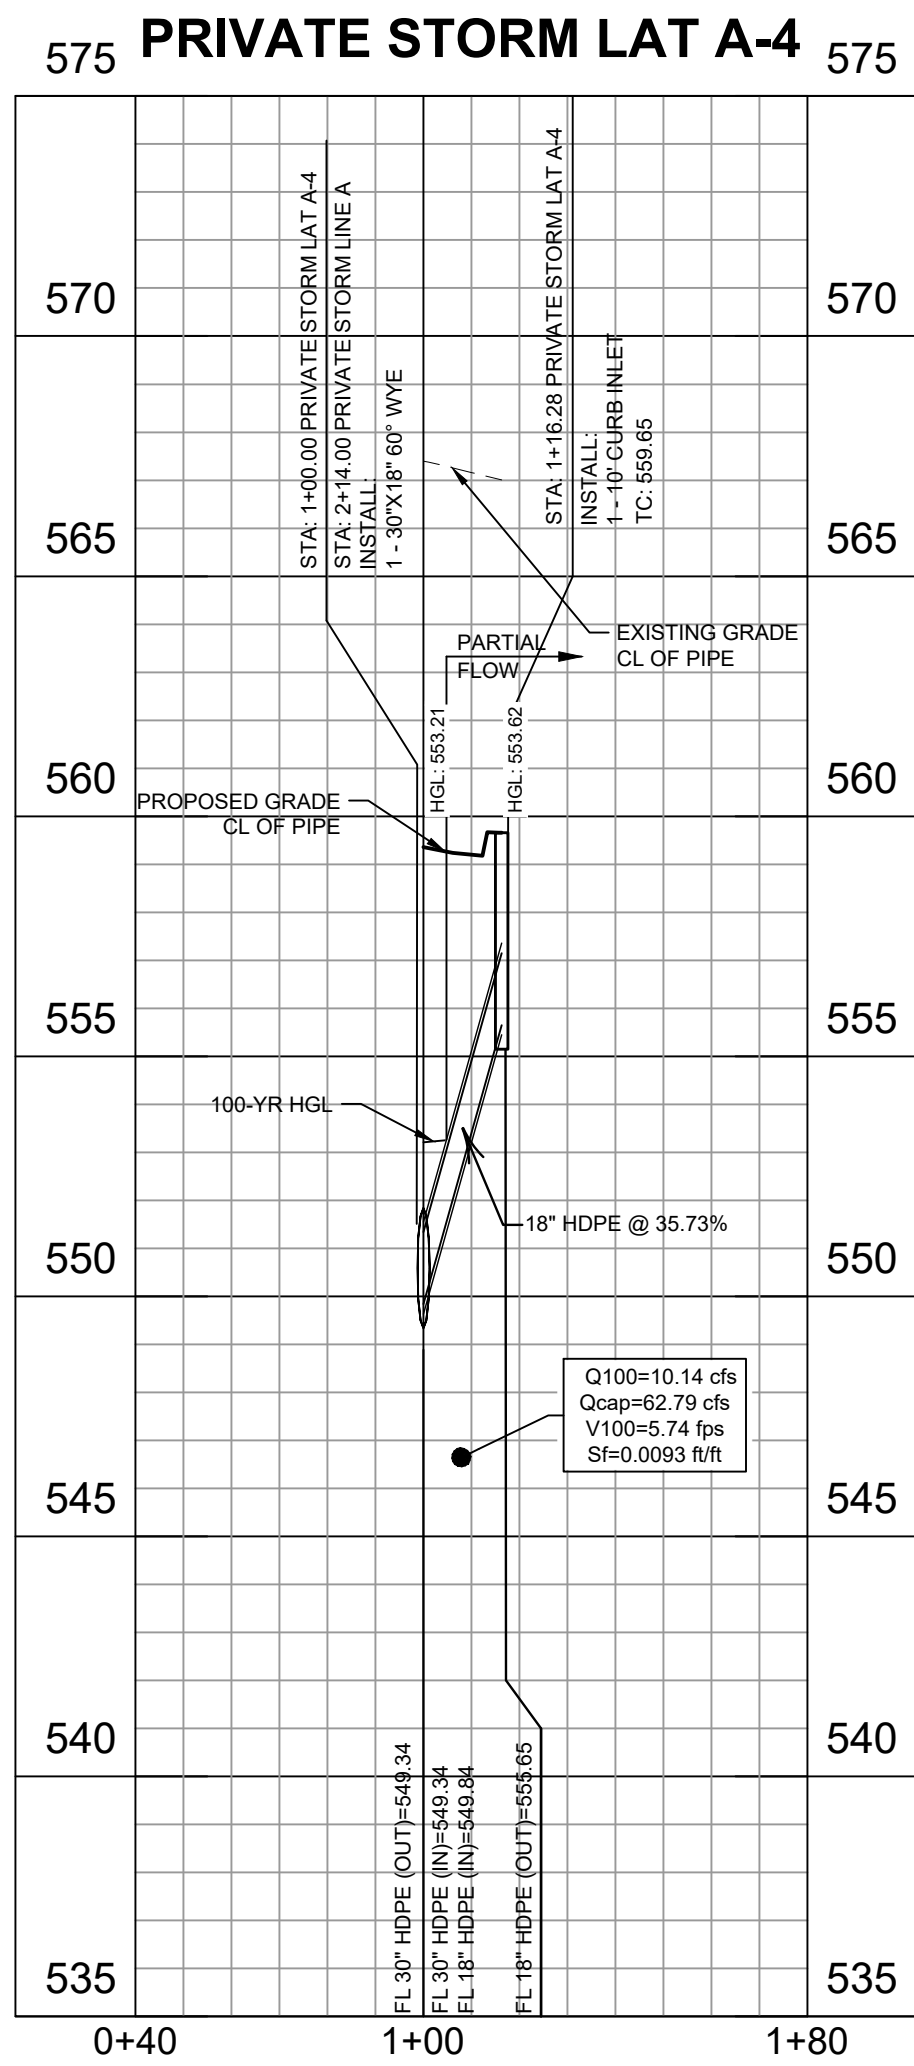 PRIVATE STORM LAT A-4
575
575
STA: 1+00.00 PRIVATE STORM LAT A-4
STA: 2+14.00 PRIVATE STORM LINE A
INSTALL:
1 - 30"X18" 60° WYE
STA: 1+16.28 PRIVATE STORM LAT A-4
INSTALL:
1 - 10' CURB INLET
TC: 559.65
570
570
565
565
EXISTING GRADE
CL OF PIPE
PARTIAL
FLOW
HGL: 553.21
HGL: 553.62
560
560
PROPOSED GRADE
CL OF PIPE
555
555
100-YR HGL
18" HDPE @ 35.73%
550
550
Q100=10.14 cfs
Qcap=62.79 cfs
V100=5.74 fps
Sf=0.0093 ft/ft
545
545
540
540
FL 30" HDPE (OUT)=549.34
FL 30" HDPE (IN)=549.34
FL 18" HDPE (IN)=549.84
FL 18" HDPE (OUT)=555.65
535
535
0+40
1+00
1+80